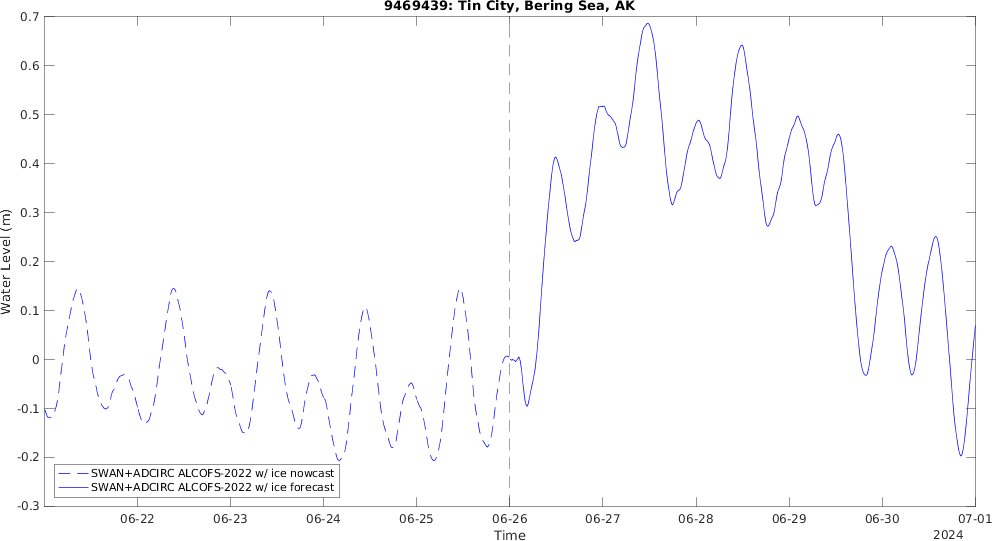 9469439: Tin City, Bering Sea, AK
0.7
0.6
0.5
0.4
0.3
0.2
0.1
0
-0.1
-0.2
-0.3
Water Level (m)
SWAN+ADCIRC ALCOFS-2022 w/ ice nowcast
SWAN+ADCIRC ALCOFS-2022 w/ ice forecast
06-22 06-23 06-24 06-25 06-26 06-27 06-28 06-29 06-30 07-01
Time
2024